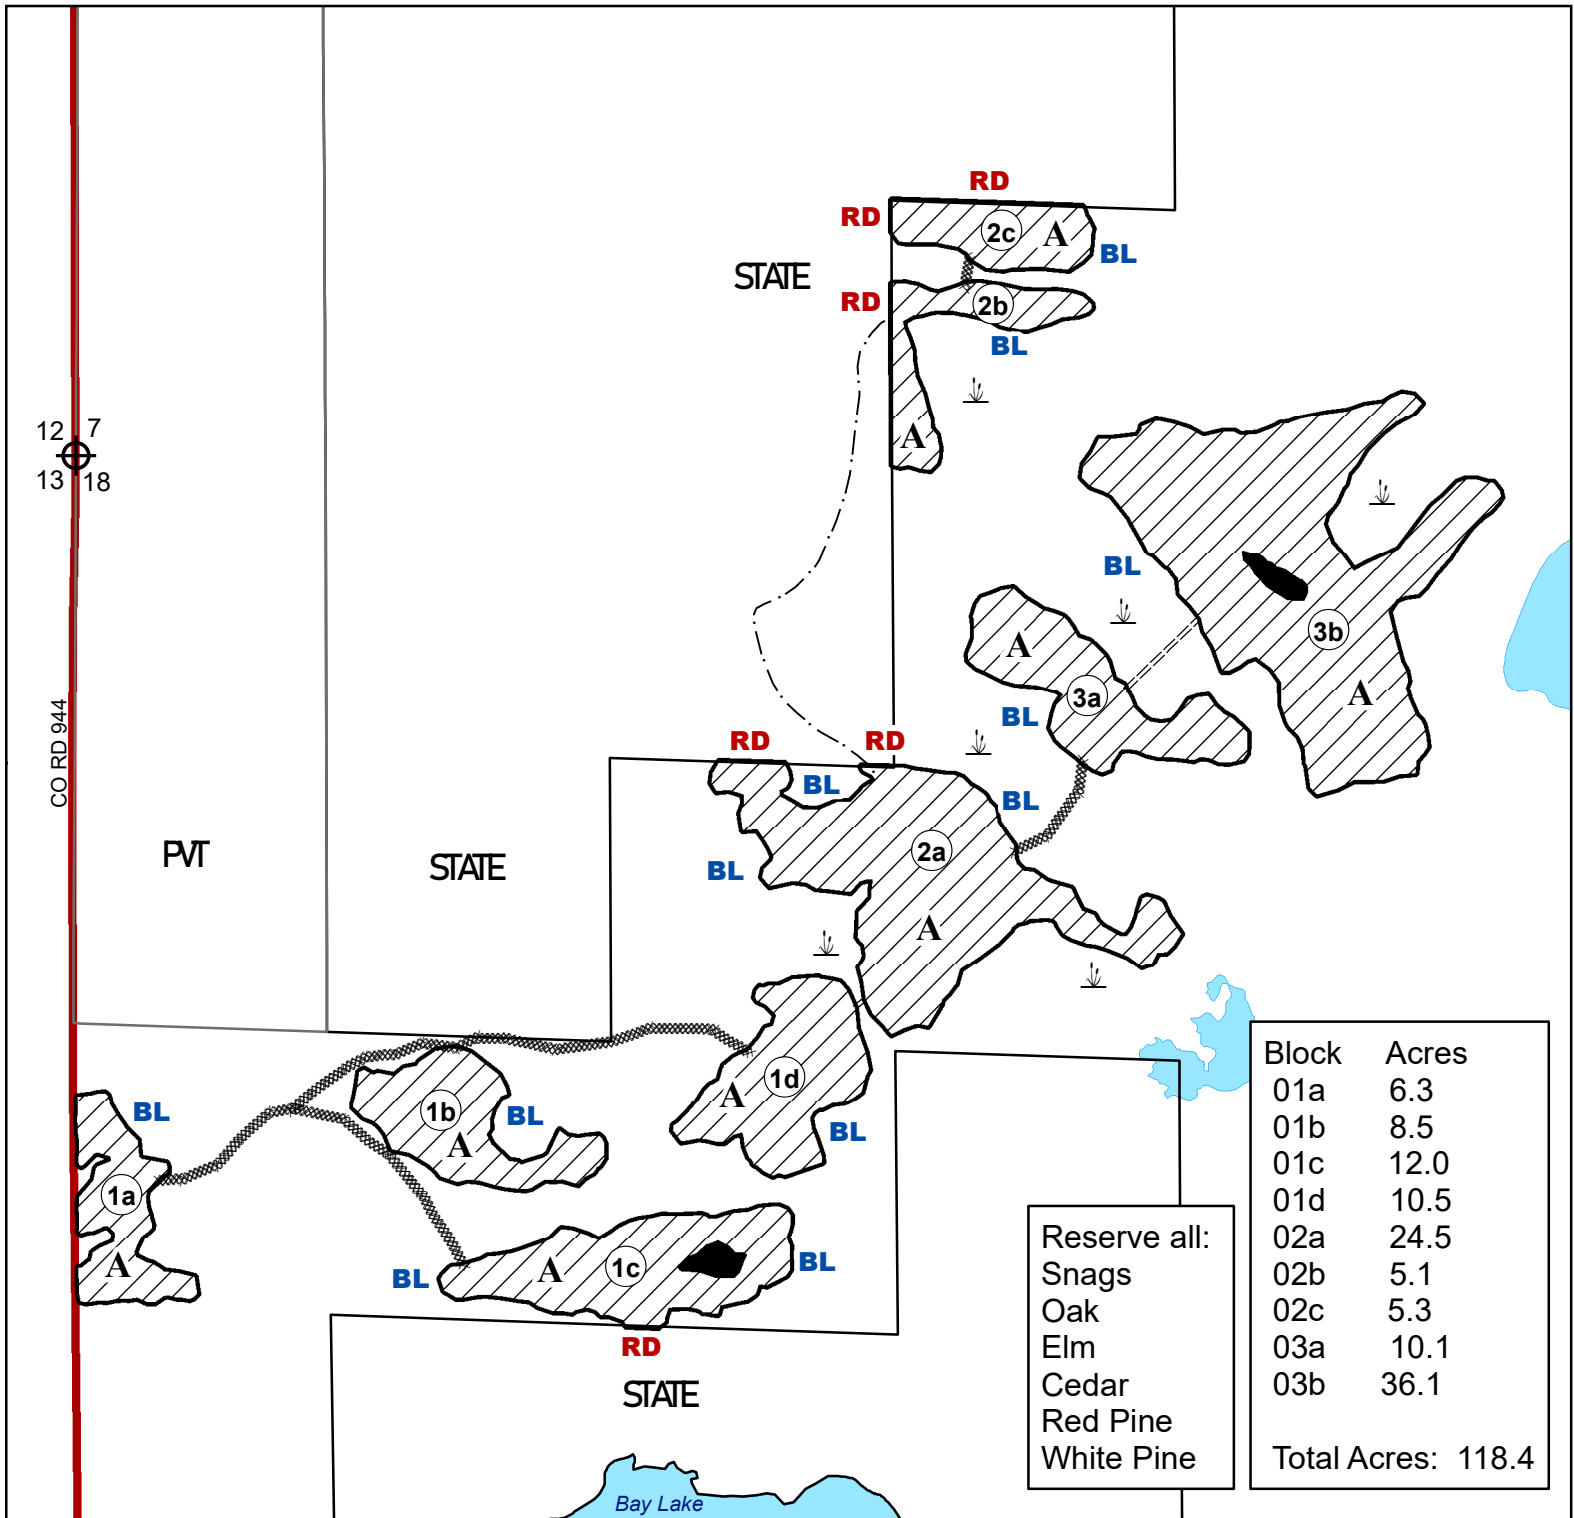 RD
RD
2c
A
BL
STATE
RD
2b
BL
12
7
A
13
18
BL
3b
A
3a
A
BL
CO RD 944
RD
RD
BL
BL
2a
BL
PVT
STATE
A
1d
A
BL
1b
BL
A
BL
1a
A
BL
A
1c
BL
RD
STATE
Bay Lake
Reserve all:
Snags
Oak
Elm
Cedar
Red Pine
White Pine
Block Acres
01a 6.3
01b 8.5
01c 12.0
01d 10.5
02a 24.5
02b 5.1
02c 5.3
03a 10.1
03b 36.1
Total Acres: 118.4